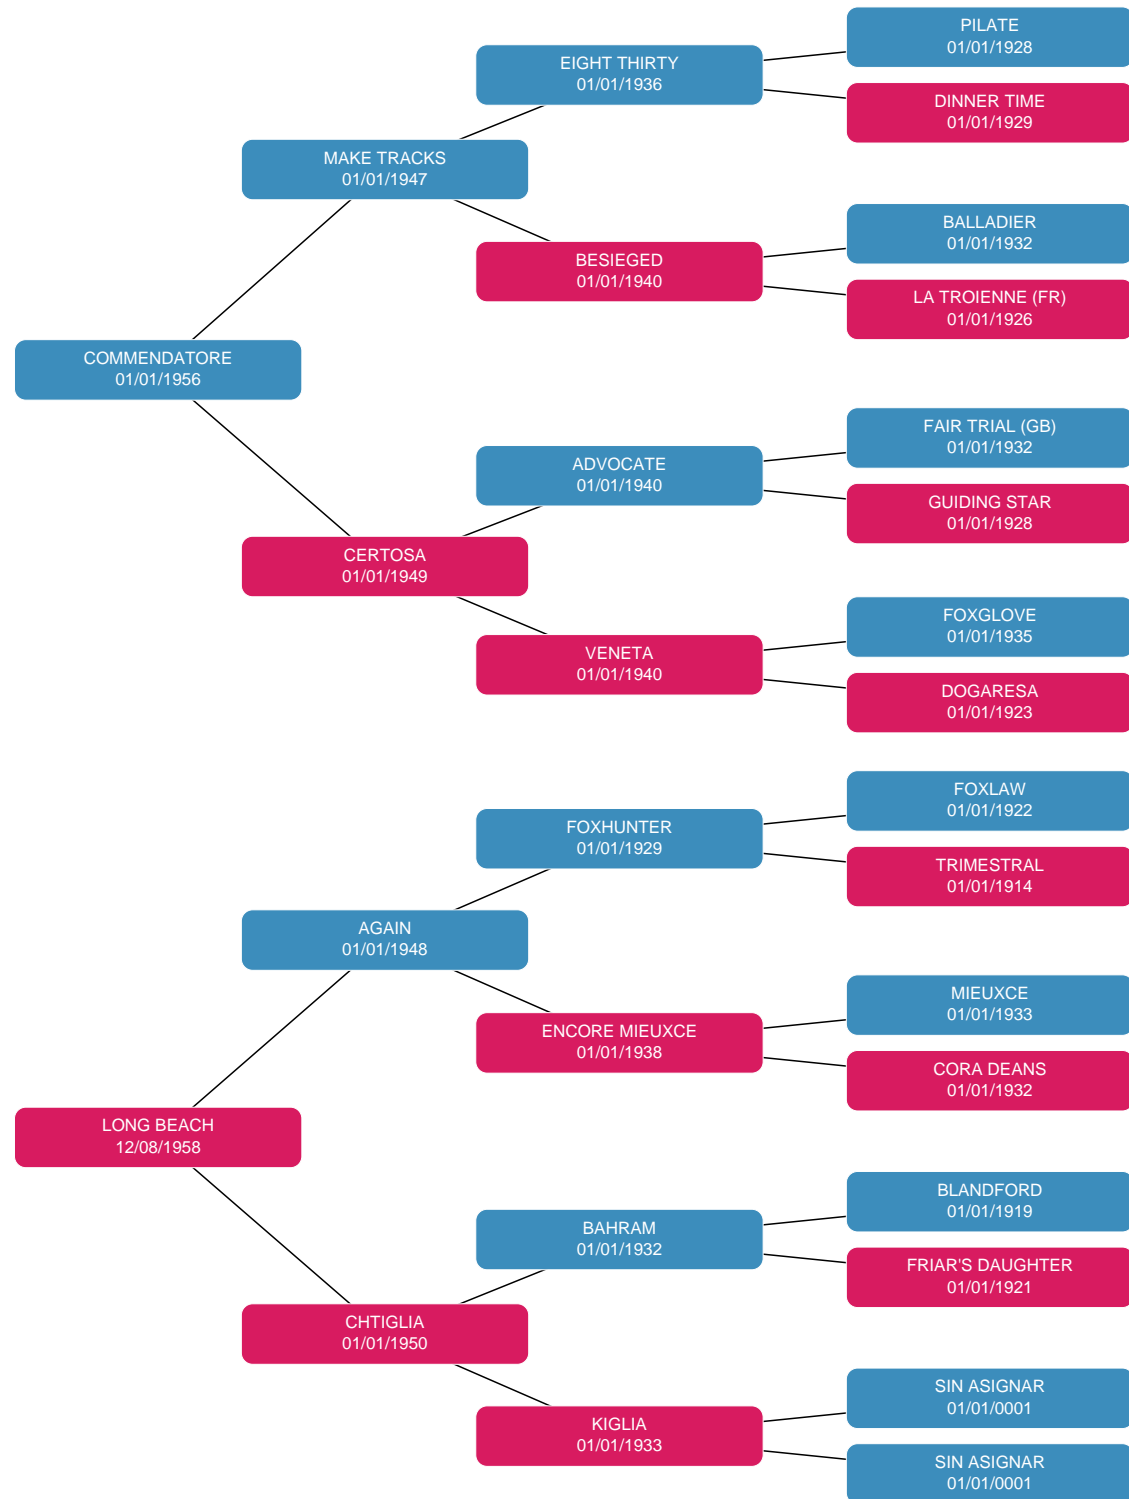 PILATE
01/01/1928
EIGHT THIRTY
01/01/1936
DINNER TIME
01/01/1929
MAKE TRACKS
01/01/1947
BALLADIER
01/01/1932
BESIEGED
01/01/1940
LA TROIENNE (FR)
01/01/1926
COMMENDATORE
01/01/1956
FAIR TRIAL (GB)
01/01/1932
ADVOCATE
01/01/1940
GUIDING STAR
01/01/1928
CERTOSA
01/01/1949
FOXGLOVE
01/01/1935
VENETA
01/01/1940
DOGARESA
01/01/1923
FOXLAW
01/01/1922
FOXHUNTER
01/01/1929
TRIMESTRAL
01/01/1914
AGAIN
01/01/1948
MIEUXCE
01/01/1933
ENCORE MIEUXCE
01/01/1938
CORA DEANS
01/01/1932
LONG BEACH
12/08/1958
BLANDFORD
01/01/1919
BAHRAM
01/01/1932
FRIAR'S DAUGHTER
01/01/1921
CHTIGLIA
01/01/1950
SIN ASIGNAR
01/01/0001
KIGLIA
01/01/1933
SIN ASIGNAR
01/01/0001